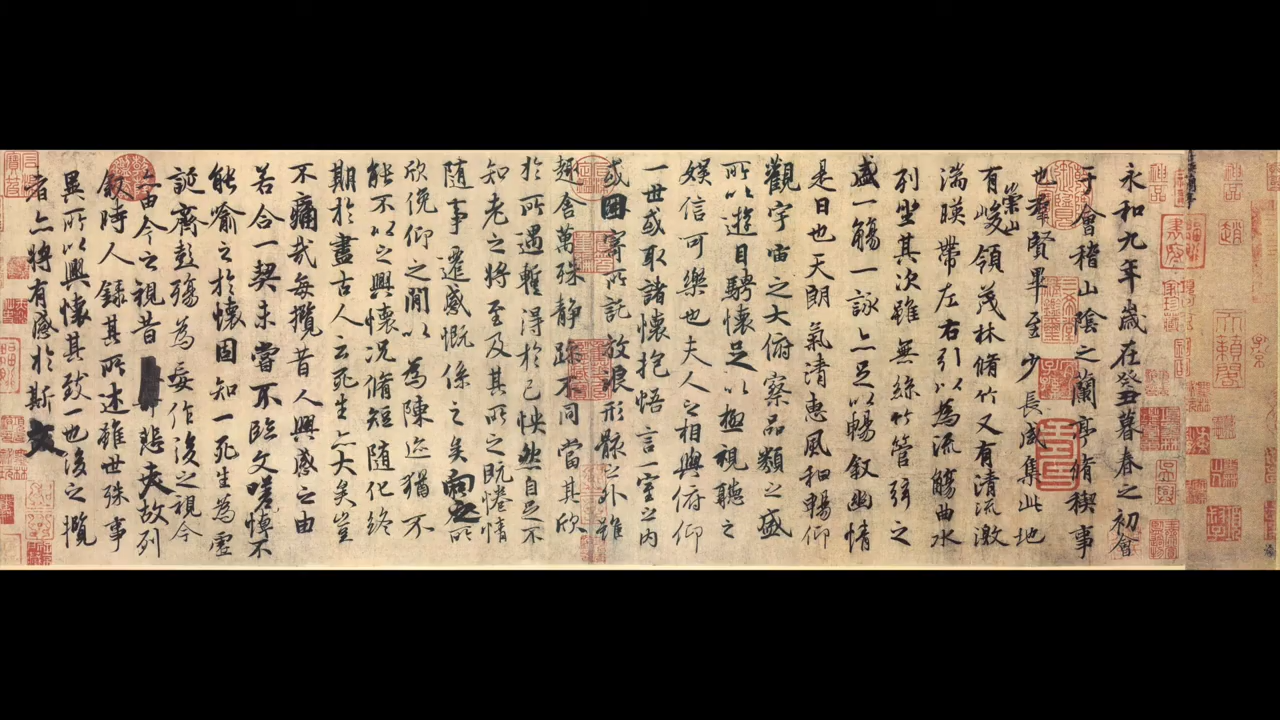 永和九年歲在癸丑暮春之初會
于會稽山陰之蘭亭脩稧事
也羣賢畢至少長咸集此地
有崇山峻領茂林脩竹又有清流激
湍暎帶左右引以為流觴曲水
列坐其次雖無絲竹管弦之
盛一觴一詠亦足以暢叙幽情
是日也天朗氣清惠風和暢仰
觀宇宙之大俯察品類之盛
所以遊目騁懷足以極視聽之
娛信可樂也夫人之相與俯仰
一世或取諸懷抱悟言一室之內
或因寄所託放浪形骸之外雖
趣舍萬殊静躁不同當其欣
於所遇暫得於己怏然自足不
知老之將至及其所之既惓情
随事遷感慨係之矣向之所
欣俛仰之閒以為陳迹猶不
能不以之興懷况脩短随化終
期於盡古人云死生亦大矣豈
不痛哉每攬昔人興感之由
若合一契未嘗不臨文嗟悼不
能喻之於懷固知一死生為虛
誕齊彭殤為妄作後之視今
亦由今之視昔 悲夫故列
叙時人錄其所述雖世殊事
異所以興懷其致一也後之攬
者亦將有感於斯文